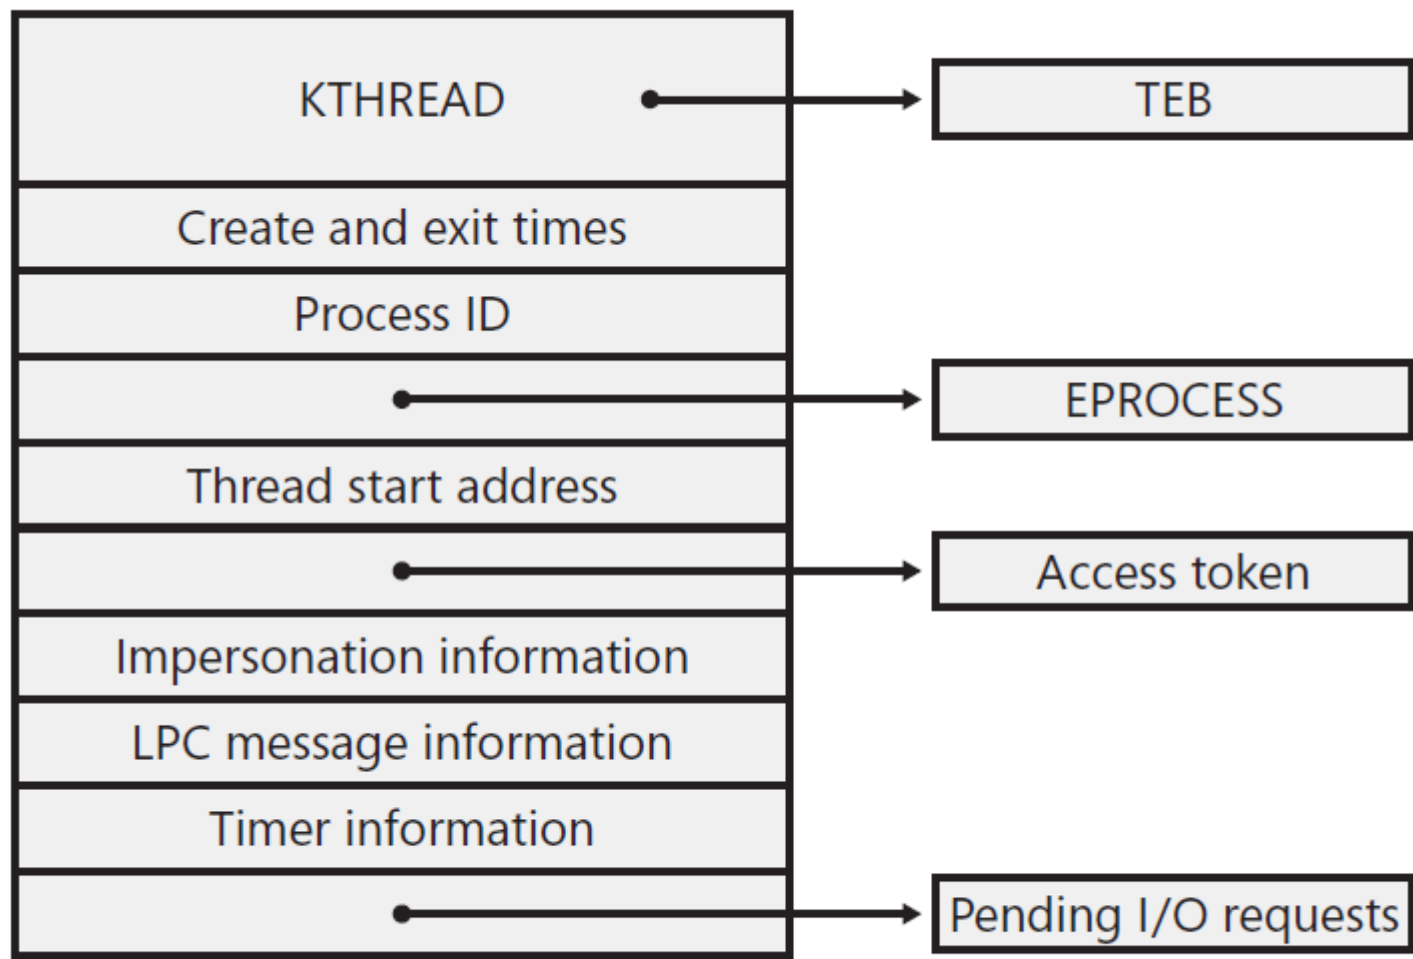 KTHREAD
TEB
Create and exit times
Process ID
EPROCESS
Thread start address
Access token
Impersonation information
LPC message information
Timer information
Pending I/O requests